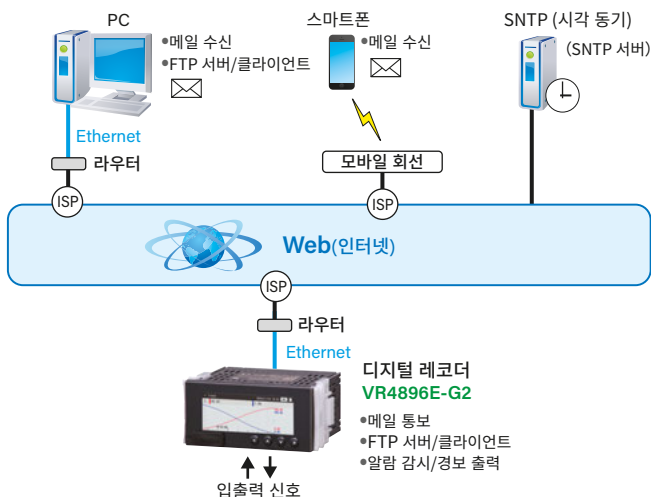 PC
•메일 수신
•FTP 서버/클라이언트
스마트폰
•메일 수신
SNTP (시각 동기)
(SNTP 서버)
Ethernet
라우터
모바일 회선
ISP
ISP
Web(인터넷)
ISP
라우터
Ethernet
디지털 레코더
VR4896E-G2
•메일 통보
•FTP 서버/클라이언트
•알람 감시/경보 출력
입출력 신호